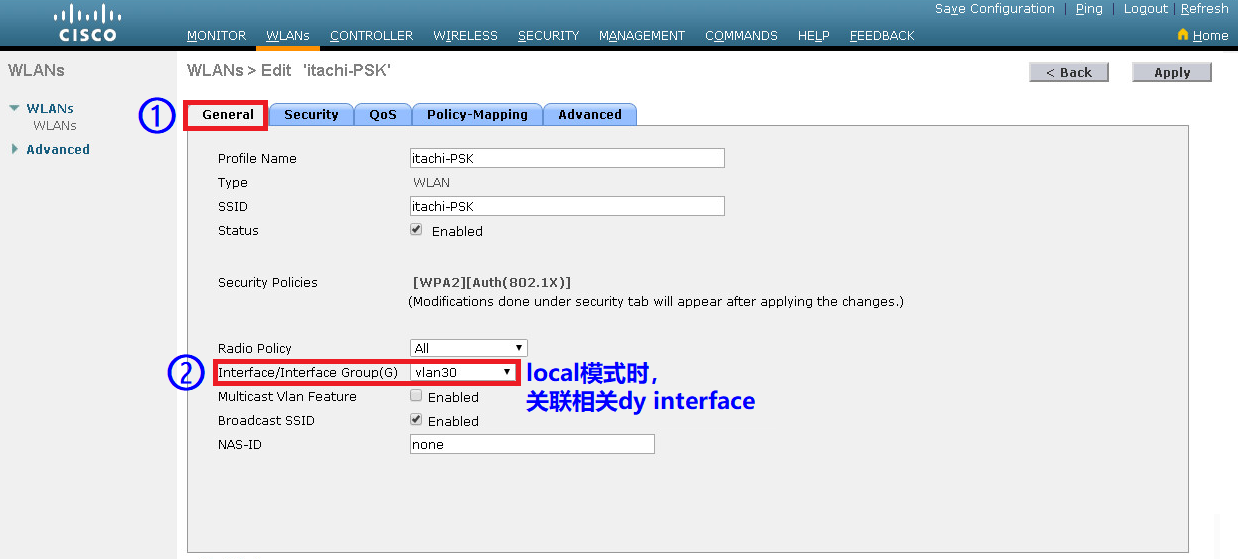 Save Configuration | Ping | Logout | Refresh
CISCO
MONITOR WLANs CONTROLLER WIRELESS SECURITY MANAGEMENT COMMANDS HELP FEEDBACK Home
WLANs
WLANs > Edit 'itachi-PSK'
< Back
Apply
WLANs
WLANs
Advanced
①
General Security QoS Policy-Mapping Advanced
Profile Name itachi-PSK
Type WLAN
SSID itachi-PSK
Status Enabled
Security Policies [WPA2][Auth(802.1X)]
(Modifications done under security tab will appear after applying the changes.)
Radio Policy All
② Interface/Interface Group(G) vlan30 local模式时，
关联相关dy interface
Multicast Vlan Feature Enabled
Broadcast SSID Enabled
NAS-ID none